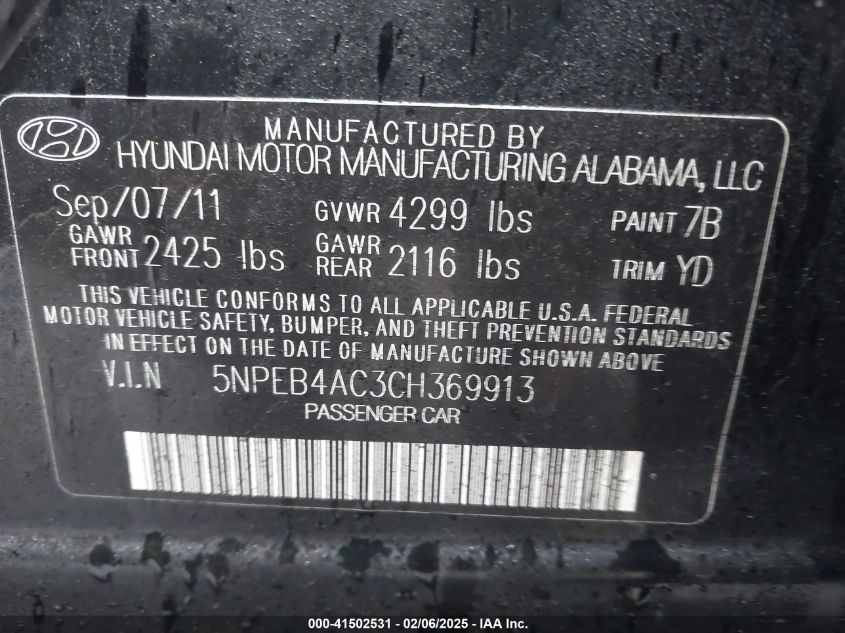 MANUFACTURED BY
HYUNDAI MOTOR MANUFACTURING ALABAMA, LLC
Sep/07/11 GVWR 4299 lbs PAINT 7B
GAWR FRONT 2425 lbs GAWR REAR 2116 lbs TRIM YD
THIS VEHICLE CONFORMS TO ALL APPLICABLE U.S.A. FEDERAL
MOTOR VEHICLE SAFETY, BUMPER, AND THEFT PREVENTION STANDARDS
IN EFFECT ON THE DATE OF MANUFACTURE SHOWN ABOVE
V.I.N 5NPEB4AC3CH369913
PASSENGER CAR
000-41502531 - 02/06/2025 - IAA Inc.